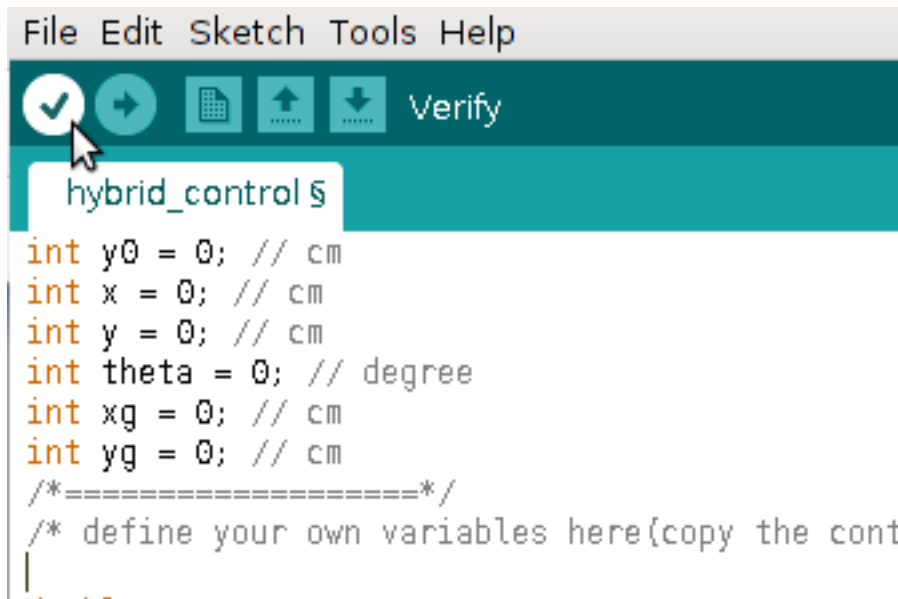 File Edit Sketch Tools Help
Verify
hybrid_control §
int y0 = 0; // cm
int x = 0; // cm
int y = 0; // cm
int theta = 0; // degree
int xg = 0; // cm
int yg = 0; // cm
/*===================*/
/* define your own variables here(copy the cont